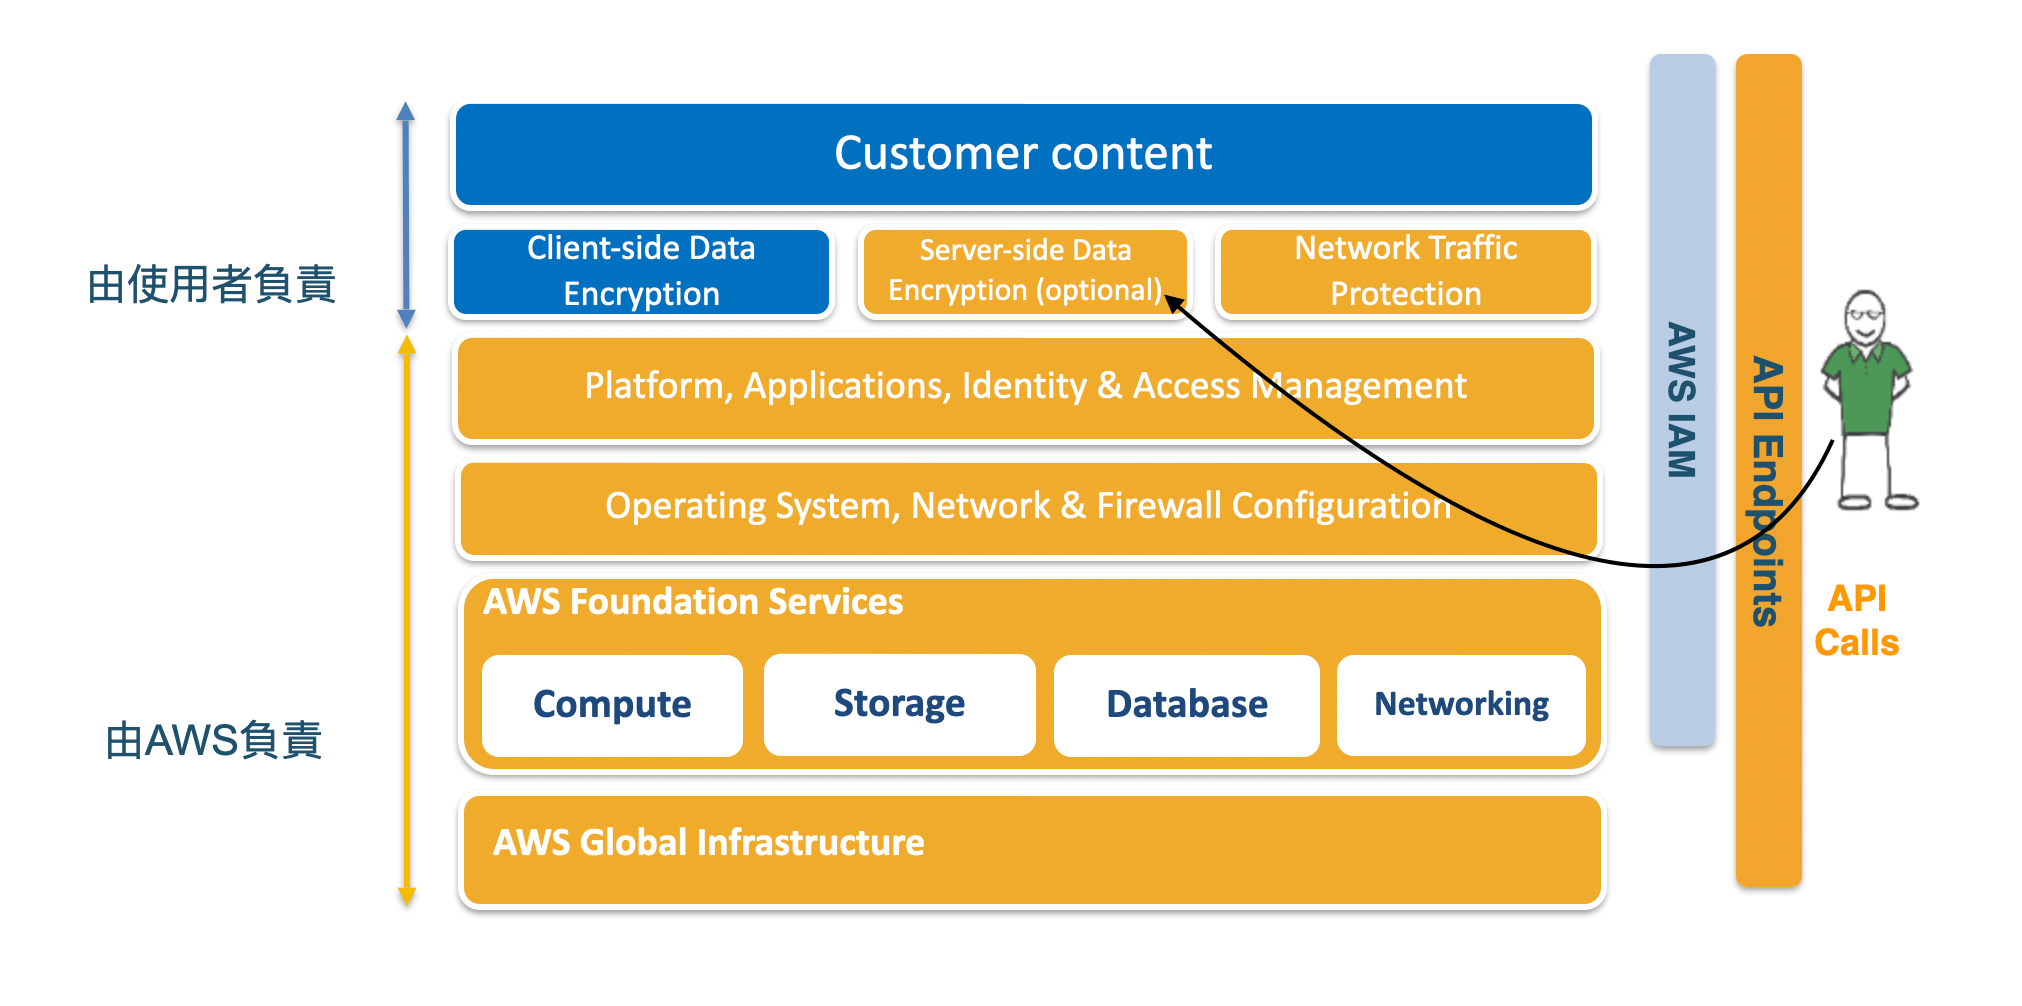 Customer content
由使用者負責
Client-side Data
Encryption
Server-side Data
Encryption (optional)
Network Traffic
Protection
Platform, Applications, Identity & Access Management
Operating System, Network & Firewall Configuration
由AWS負責
AWS Foundation Services
Compute
Storage
Database
Networking
AWS Global Infrastructure
AWS IAM
API Endpoints
API
Calls